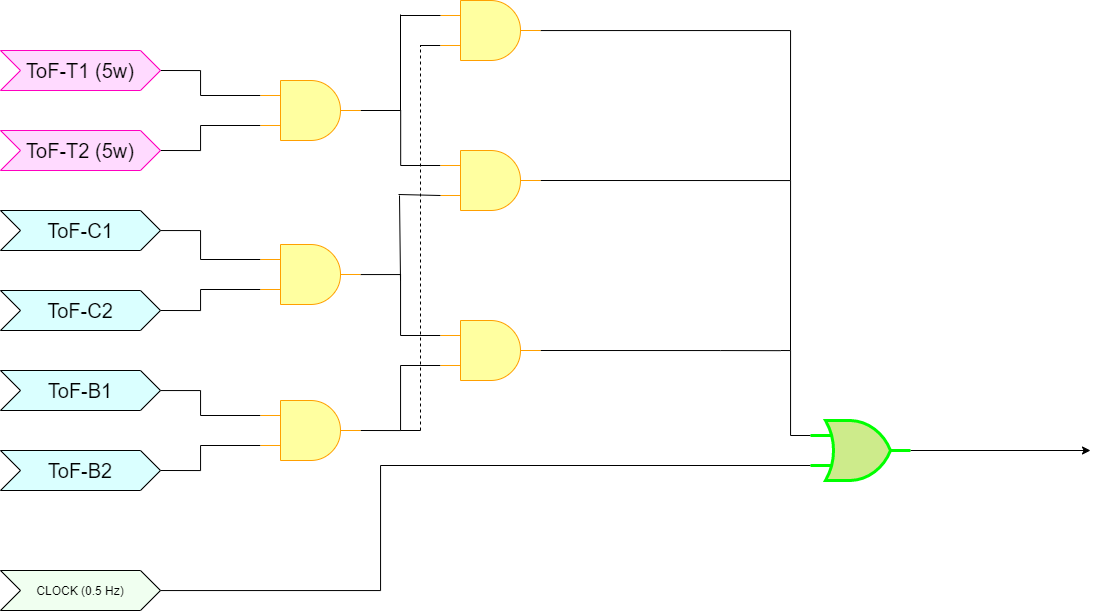 ToF-T1 (5w)
ToF-T2 (5w)
ToF-C1
ToF-C2
ToF-B1
ToF-B2
CLOCK (0.5 Hz)